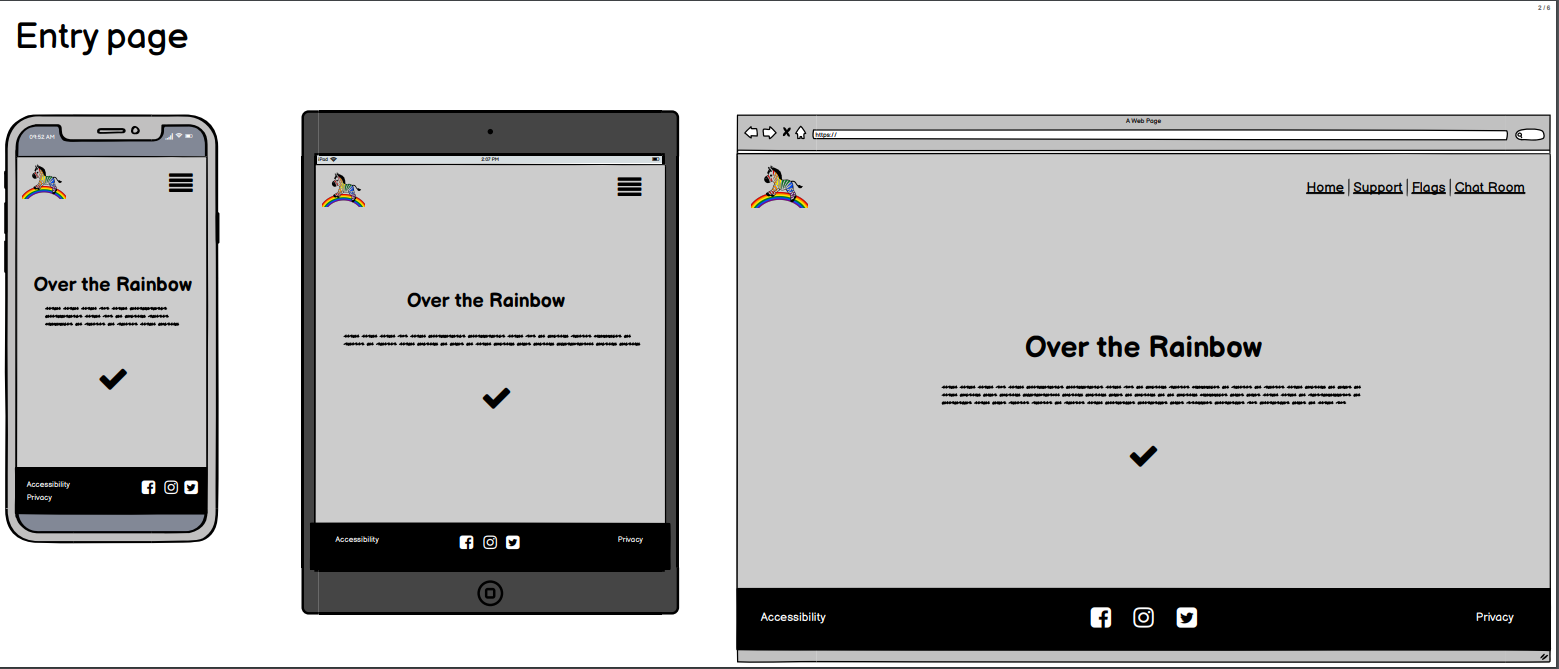 2 / 6
Entry page
09:52 AM
Over the Rainbow
Accessibility
Privacy
iPad
2:07 PM
Over the Rainbow
Accessibility
Privacy
A Web Page
https://
Home | Support | Flags | Chat Room
Over the Rainbow
Accessibility
Privacy